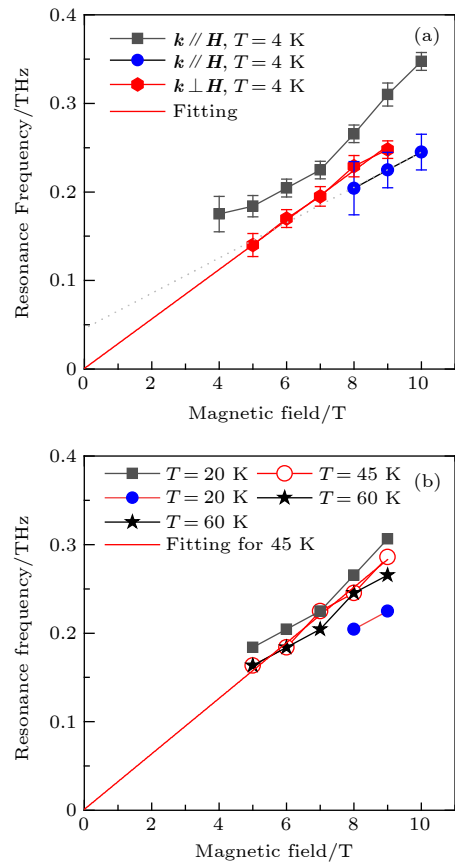 (a)
k // H, T = 4 K
k // H, T = 4 K
k ⊥ H, T = 4 K
Fitting
0.4
0.3
0.2
0.1
0
Resonance Frequency/THz
0 2 4 6 8 10
Magnetic field/T
(b)
T = 20 K T = 45 K
T = 20 K T = 60 K
T = 60 K
Fitting for 45 K
0.4
0.3
0.2
0.1
0
Resonance frequency/THz
0 2 4 6 8 10
Magnetic field/T